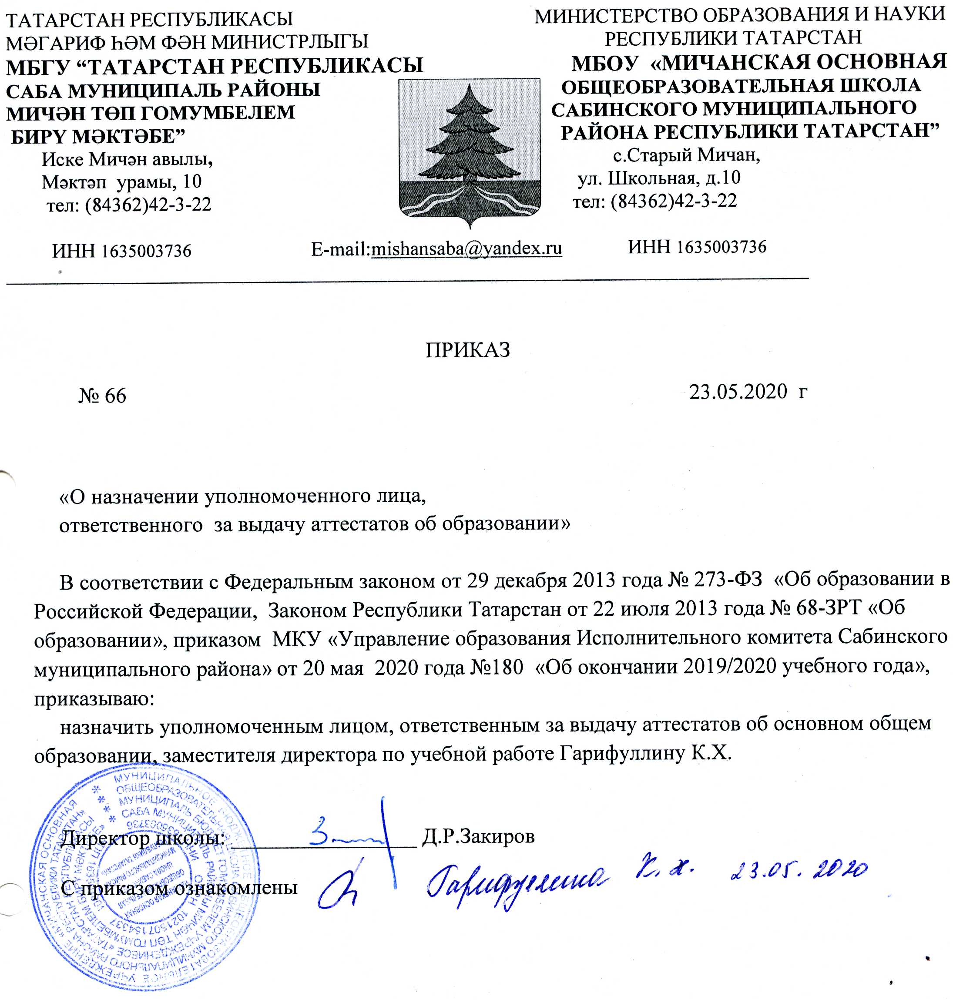 ТАТАРСТАН РЕСПУБЛИКАСЫ
МӘГАРИФ ҺӘМ ФӘН МИНИСТРЛЫГЫ
МБГУ “ТАТАРСТАН РЕСПУБЛИКАСЫ
САБА МУНИЦИПАЛЬ РАЙОНЫ
МИЧӘН ТӨП ГОМУМБЕЛЕМ
БИРҮ МӘКТӘБЕ”
Иске Мичән авылы,
Мәктәп урамы, 10
тел: (84362)42-3-22
ИНН 1635003736
МИНИСТЕРСТВО ОБРАЗОВАНИЯ И НАУКИ
РЕСПУБЛИКИ ТАТАРСТАН
МБОУ «МИЧАНСКАЯ ОСНОВНАЯ
ОБЩЕОБРАЗОВАТЕЛЬНАЯ ШКОЛА
САБИНСКОГО МУНИЦИПАЛЬНОГО
РАЙОНА РЕСПУБЛИКИ ТАТАРСТАН”
с.Старый Мичан,
ул. Школьная, д.10
тел: (84362)42-3-22
E-mail:mishansaba@yandex.ru
ИНН 1635003736
ПРИКАЗ
№ 66 23.05.2020 г
«О назначении уполномоченного лица,
ответственного за выдачу аттестатов об образовании»
В соответствии с Федеральным законом от 29 декабря 2013 года № 273-ФЗ «Об образовании в
Российской Федерации, Законом Республики Татарстан от 22 июля 2013 года № 68-ЗРТ «Об
образовании», приказом МКУ «Управление образования Исполнительного комитета Сабинского
муниципального района» от 20 мая 2020 года №180 «Об окончании 2019/2020 учебного года»,
приказываю:
назначить уполномоченным лицом, ответственным за выдачу аттестатов об основном общем
образовании, заместителя директора по учебной работе Гарифуллину К.Х.
Директор школы: Д.Р.Закиров
С приказом ознакомлены Гарифуллина К.Х. 23.05.2020